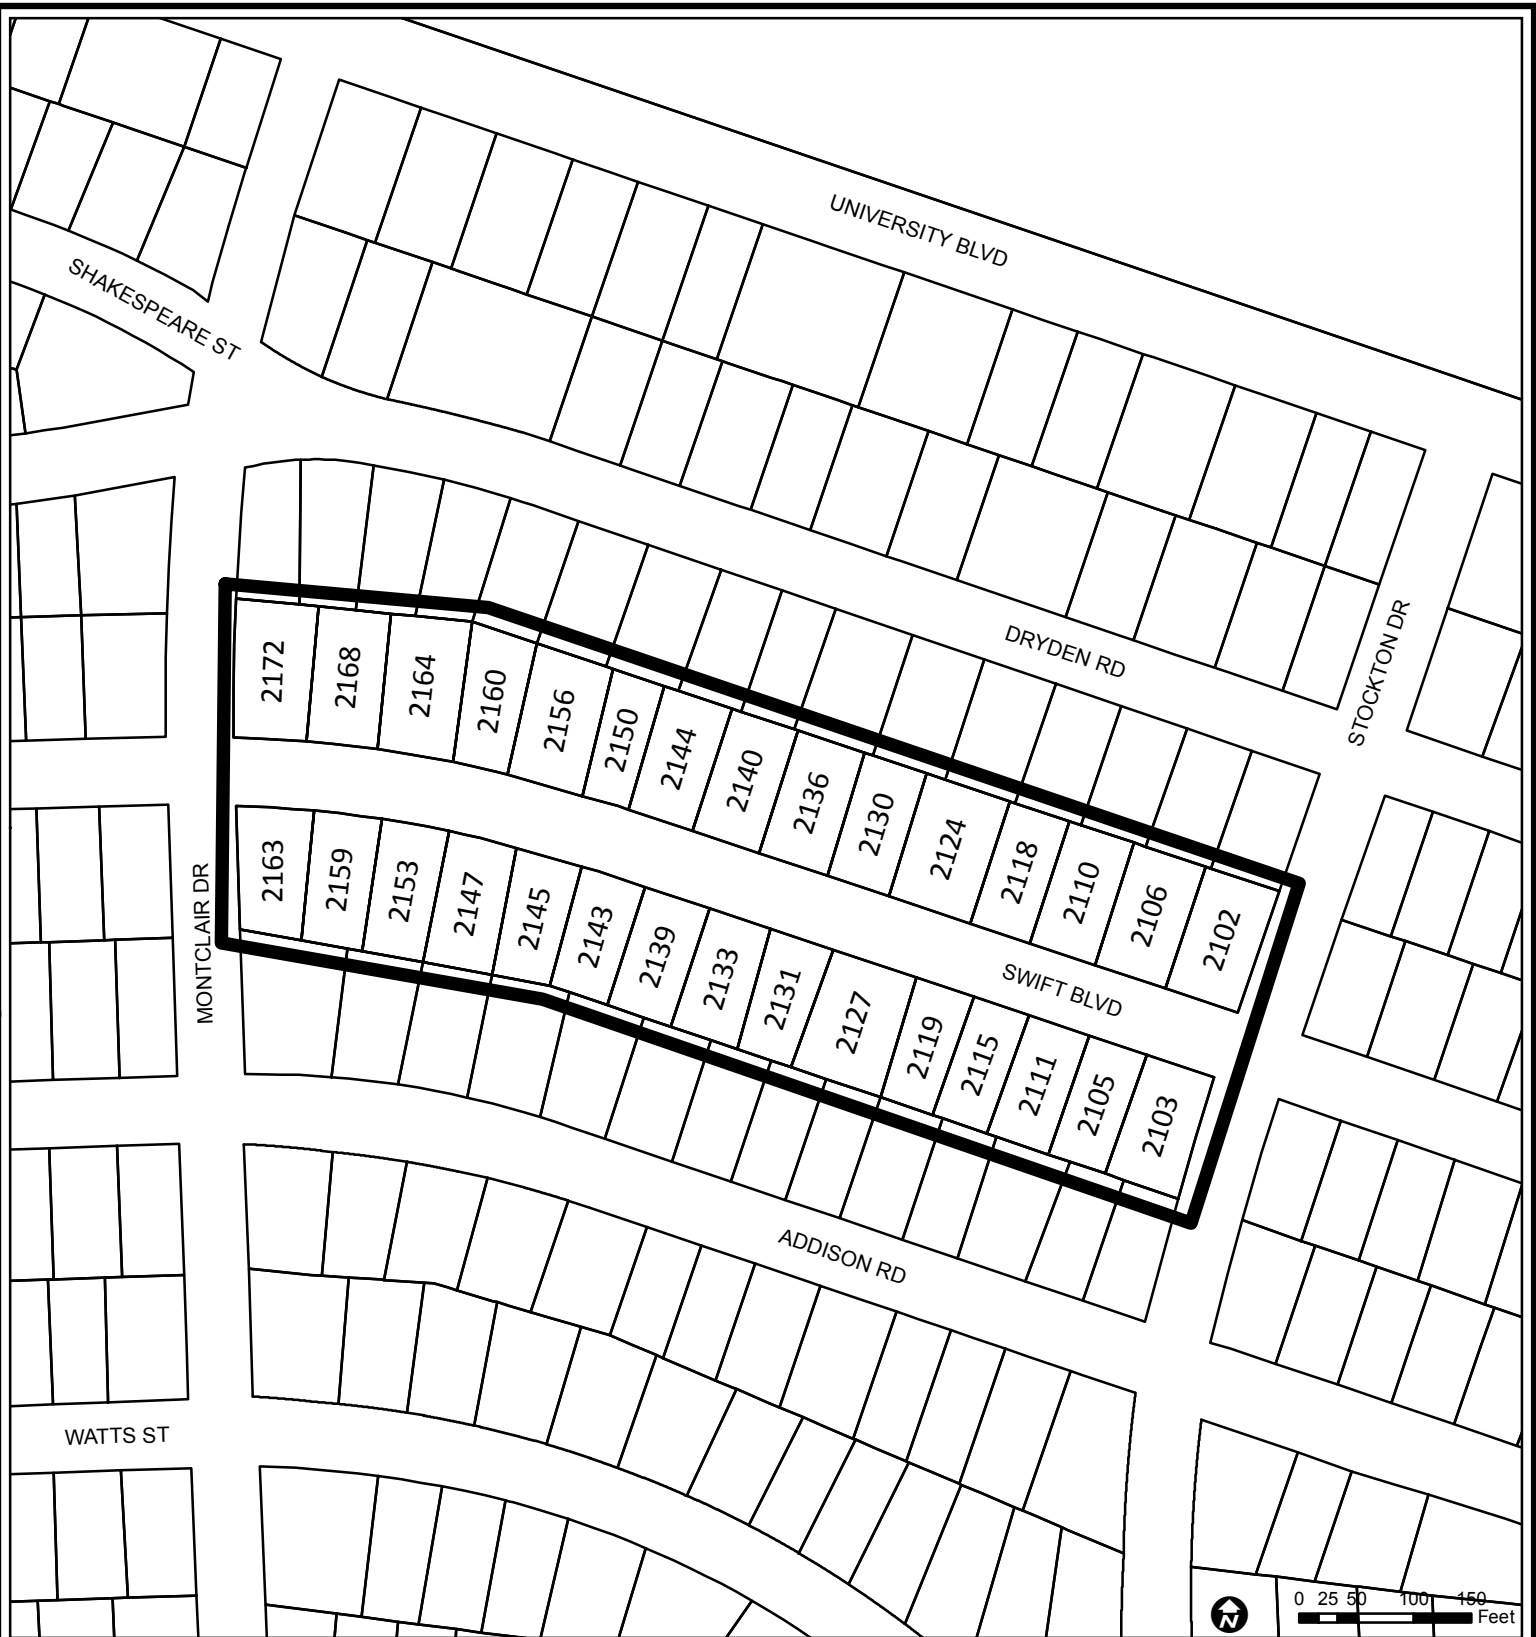 UNIVERSITY BLVD
SHAKESPEARE ST
DRYDEN RD
STOCKTON DR
2172
2168
2164
2160
2156
2150
2144
2140
2136
2130
2124
2118
2110
2106
2102
SWIFT BLVD
MONTCLAIR DR
2163
2159
2153
2147
2145
2143
2139
2133
2131
2127
2119
2115
2111
2105
2103
ADDISON RD
WATTS ST
N
0 25 50 100 150
Feet